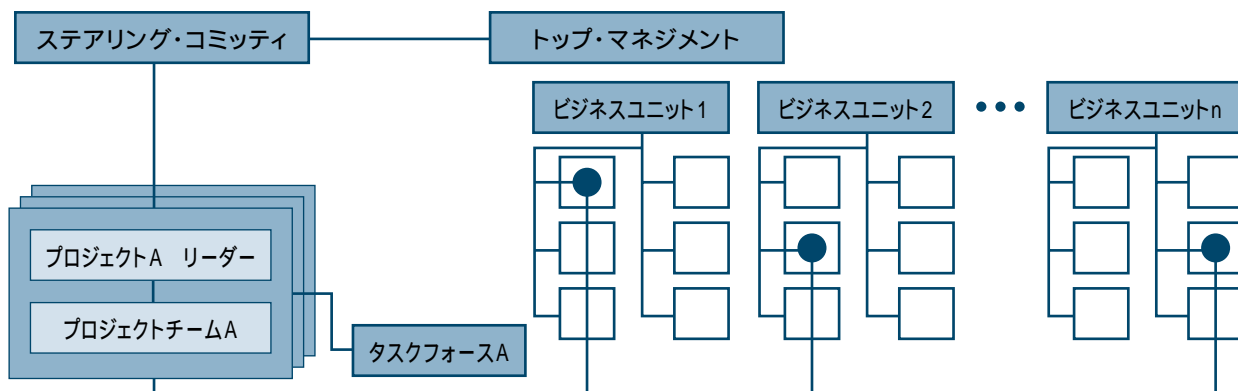 ステアリング・コミッティ
トップ・マネジメント
ビジネスユニット1
ビジネスユニット2
•••
ビジネスユニットn
プロジェクトA　リーダー
プロジェクトチームA
タスクフォースA